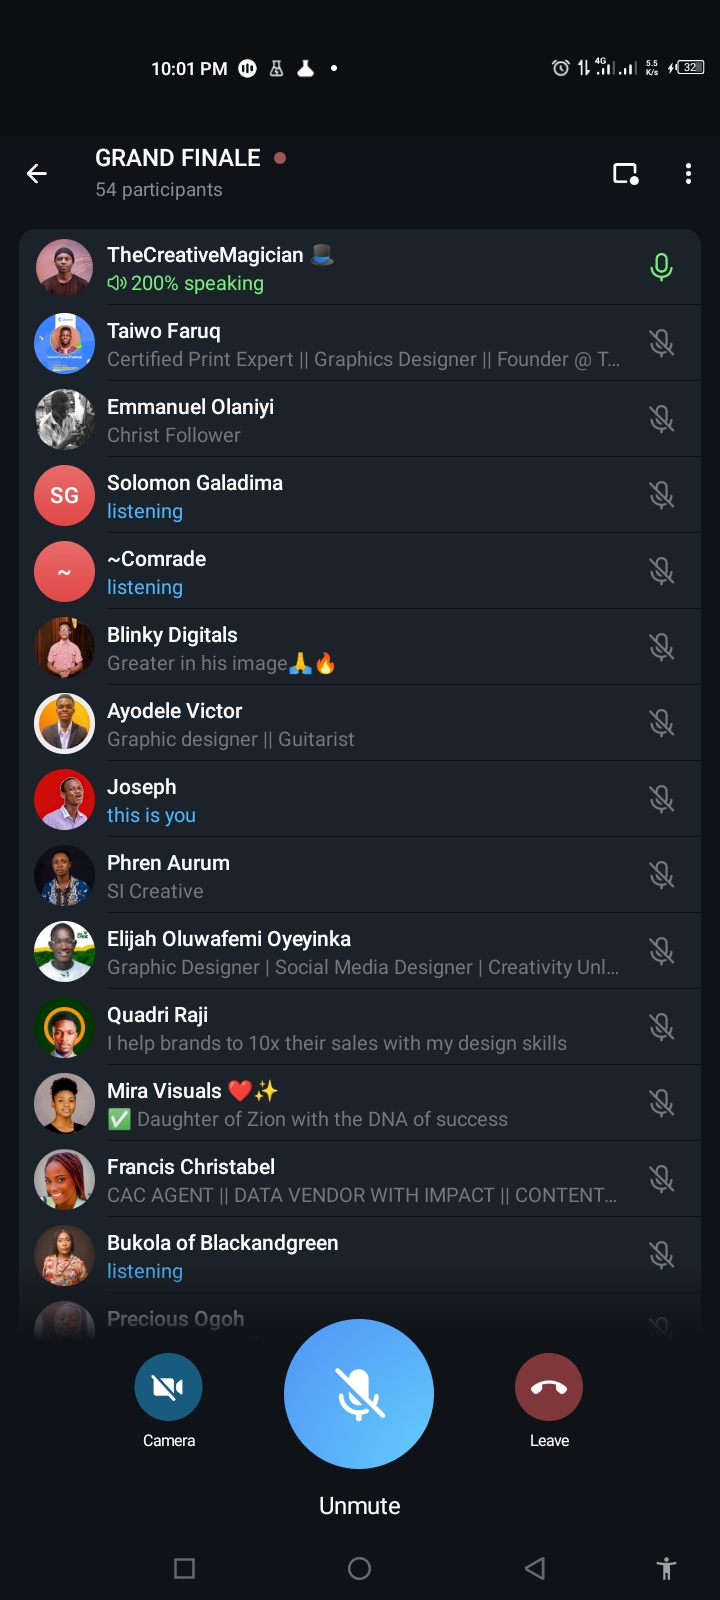 10:01 PM
4G
5.5
K/s
32
GRAND FINALE
54 participants
TheCreativeMagician 🎩
200% speaking
Taiwo Faruq
Certified Print Expert || Graphics Designer || Founder @ T...
Emmanuel Olaniyi
Christ Follower
SG
Solomon Galadima
listening
~
~Comrade
listening
Blinky Digitals
Greater in his image🙏🔥
Ayodele Victor
Graphic designer || Guitarist
Joseph
this is you
Phren Aurum
SI Creative
Elijah Oluwafemi Oyeyinka
Graphic Designer | Social Media Designer | Creativity Unl...
Quadri Raji
I help brands to 10x their sales with my design skills
Mira Visuals ❤️✨
✅ Daughter of Zion with the DNA of success
Francis Christabel
CAC AGENT || DATA VENDOR WITH IMPACT || CONTENT...
Bukola of Blackandgreen
listening
Precious Ogoh
Camera
Leave
Unmute